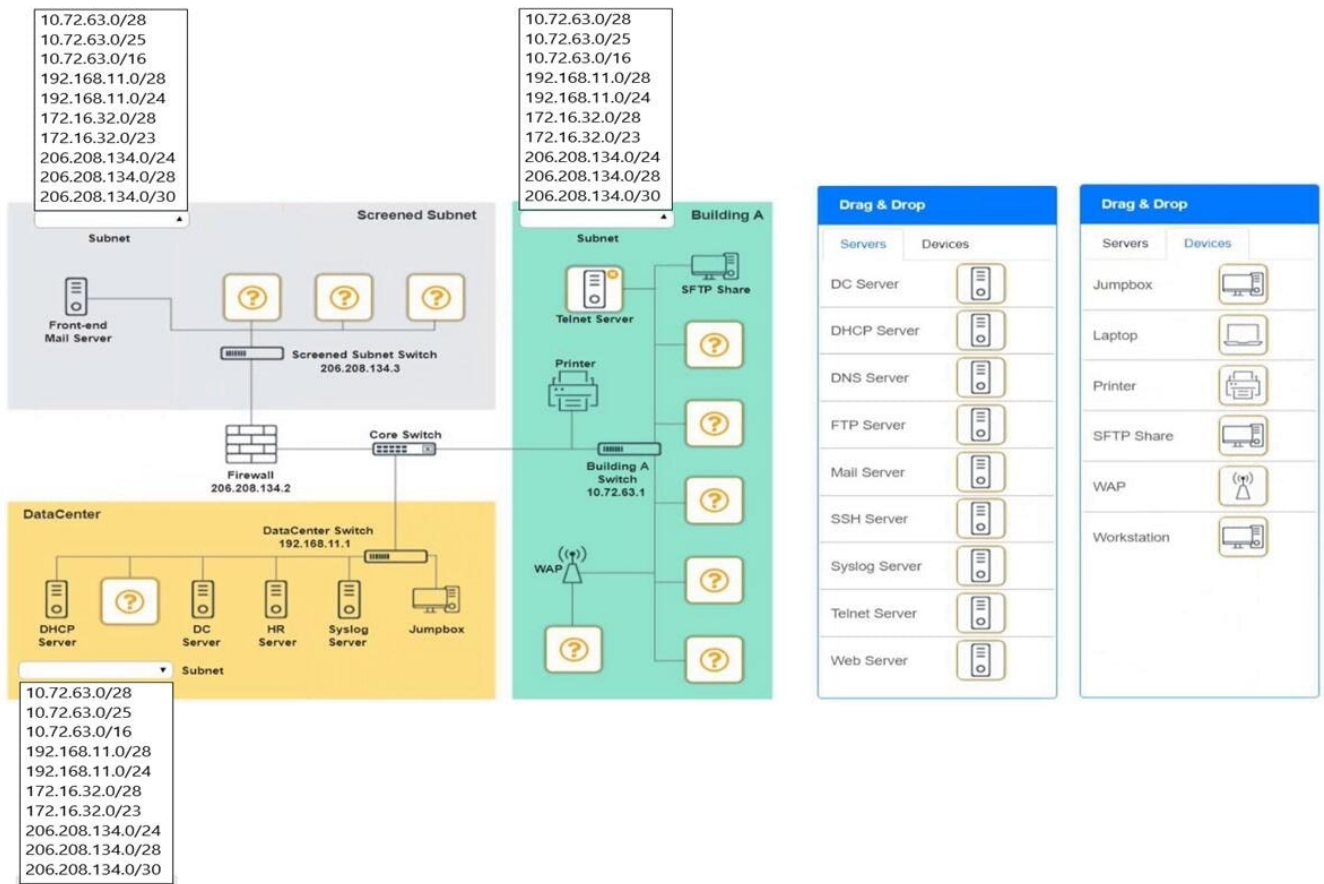 10.72.63.0/28
10.72.63.0/25
10.72.63.0/16
192.168.11.0/28
192.168.11.0/24
172.16.32.0/28
172.16.32.0/23
206.208.134.0/24
206.208.134.0/28
206.208.134.0/30
Subnet
Screened Subnet
Front-end
Mail Server
?
?
?
Screened Subnet Switch
206.208.134.3
Firewall
206.208.134.2
Core Switch
DataCenter
DataCenter Switch
192.168.11.1
DHCP
Server
?
DC
Server
HR
Server
Syslog
Server
Jumpbox
Subnet
10.72.63.0/28
10.72.63.0/25
10.72.63.0/16
192.168.11.0/28
192.168.11.0/24
172.16.32.0/28
172.16.32.0/23
206.208.134.0/24
206.208.134.0/28
206.208.134.0/30
10.72.63.0/28
10.72.63.0/25
10.72.63.0/16
192.168.11.0/28
192.168.11.0/24
172.16.32.0/28
172.16.32.0/23
206.208.134.0/24
206.208.134.0/28
206.208.134.0/30
Building A
Subnet
Telnet Server
SFTP Share
Printer
?
?
Building A
Switch
10.72.63.1
?
WAP
?
?
?
Drag & Drop
Servers Devices
DC Server
DHCP Server
DNS Server
FTP Server
Mail Server
SSH Server
Syslog Server
Telnet Server
Web Server
Drag & Drop
Servers Devices
Jumpbox
Laptop
Printer
SFTP Share
WAP
Workstation